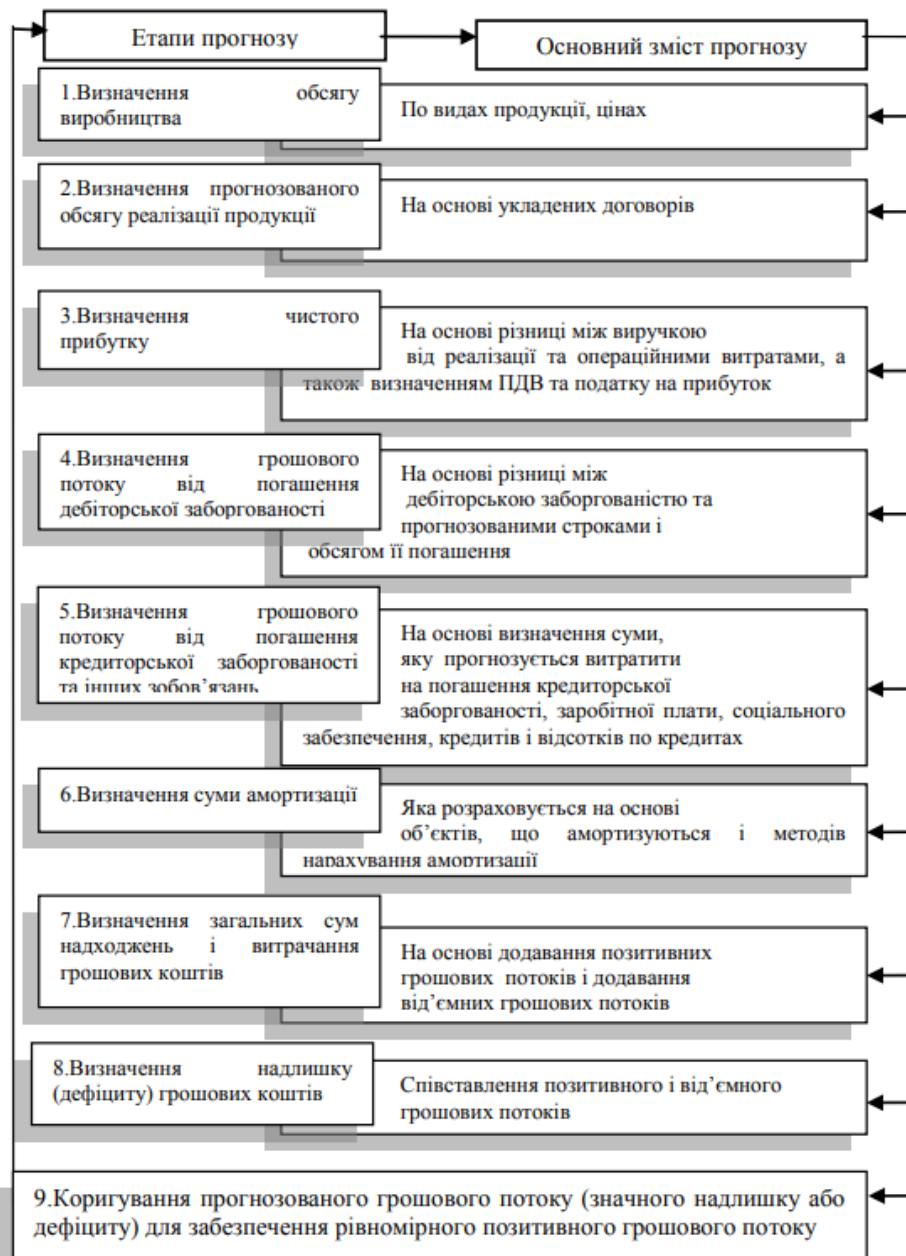 Етапи прогнозу
Основний зміст прогнозу
1.Визначення обсягу
виробництва
По видах продукції, цінах
2.Визначення прогнозованого
обсягу реалізації продукції
На основі укладених договорів
3.Визначення чистого
прибутку
На основі різниці між виручкою
від реалізації та операційними витратами, а
також визначенням ПДВ та податку на прибуток
4.Визначення грошового
потоку від погашення
дебіторської заборгованості
На основі різниці між
дебіторською заборгованістю та
прогнозованими строками і
обсягом її погашення
5.Визначення грошового
потоку від погашення
кредиторської заборгованості
та інших зобов’язань
На основі визначення суми,
яку прогнозується витратити
на погашення кредиторської
заборгованості, заробітної плати, соціального
забезпечення, кредитів і відсотків по кредитах
6.Визначення суми амортизації
Яка розраховується на основі
об’єктів, що амортизуються і методів
нарахування амортизації
7.Визначення загальних сум
надходжень і витрачання
грошових коштів
На основі додавання позитивних
грошових потоків і додавання
від’ємних грошових потоків
8.Визначення надлишку
(дефіциту) грошових коштів
Співставлення позитивного і від’ємного
грошових потоків
9.Коригування прогнозованого грошового потоку (значного надлишку або
дефіциту) для забезпечення рівномірного позитивного грошового потоку